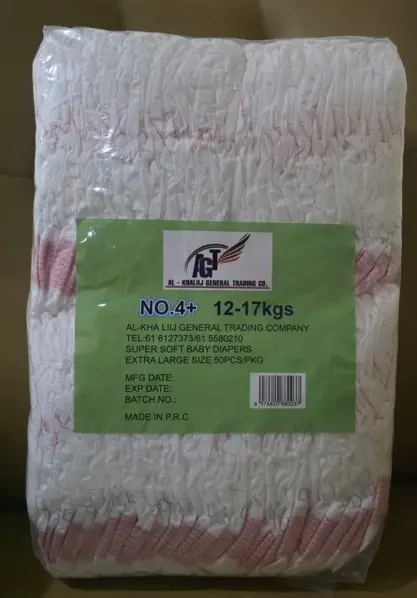 AGT
AL - KHALIIJ GENERAL TRADING CO.
NO.4+ 12-17kgs
AL-KHA LIIJ GENERAL TRADING COMPANY
TEL:61 6127373/61 5580210
SUPER SOFT BABY DIAPERS
EXTRA LARGE SIZE 50PCS/PKG
MFG DATE:
EXP DATE:
BATCH NO.:
MADE IN P.R.C